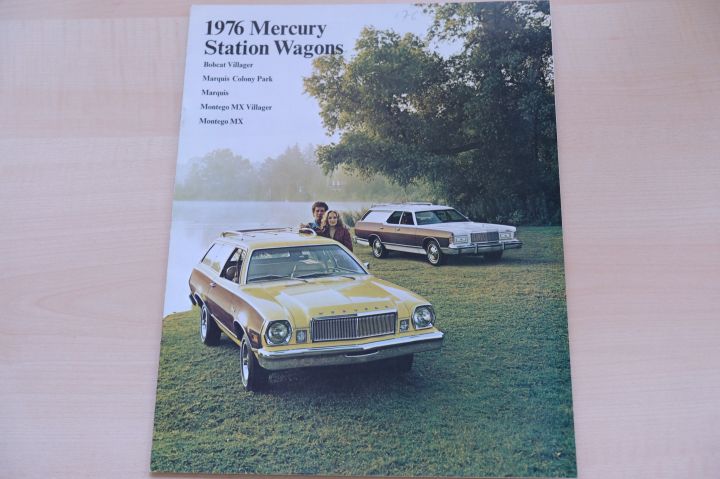 1976 Mercury
Station Wagons
Bobcat Villager
Marquis Colony Park
Marquis
Montego MX Villager
Montego MX